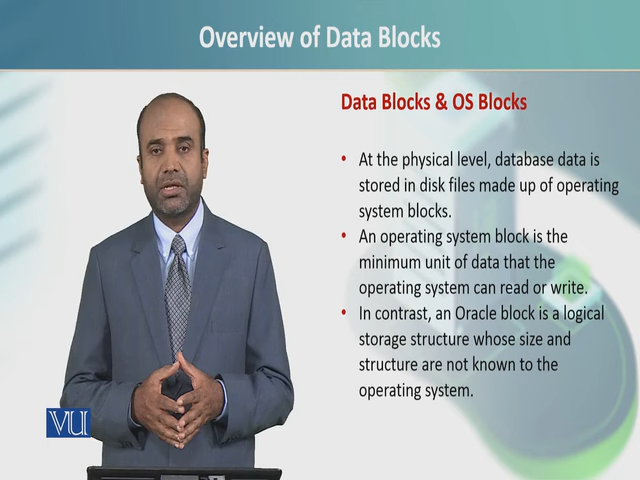 Overview of Data Blocks
Data Blocks & OS Blocks
• At the physical level, database data is
stored in disk files made up of operating
system blocks.
• An operating system block is the
minimum unit of data that the
operating system can read or write.
• In contrast, an Oracle block is a logical
storage structure whose size and
structure are not known to the
operating system.
VU